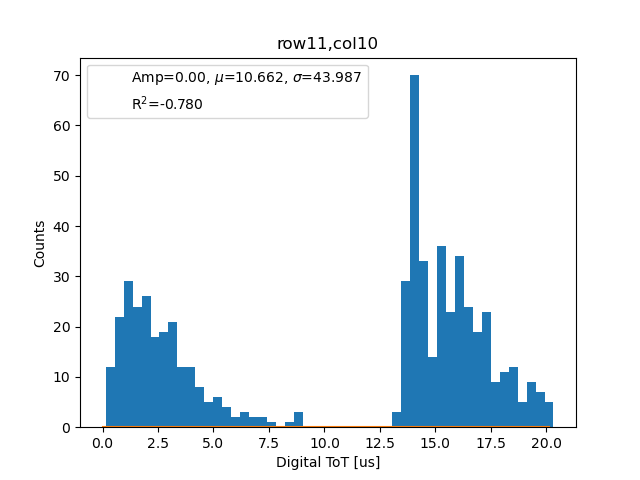 row11,col10
Amp=0.00, μ=10.662, σ=43.987
R²=-0.780
70
60
50
40
30
20
10
0
Counts
0.0 2.5 5.0 7.5 10.0 12.5 15.0 17.5 20.0
Digital ToT [us]